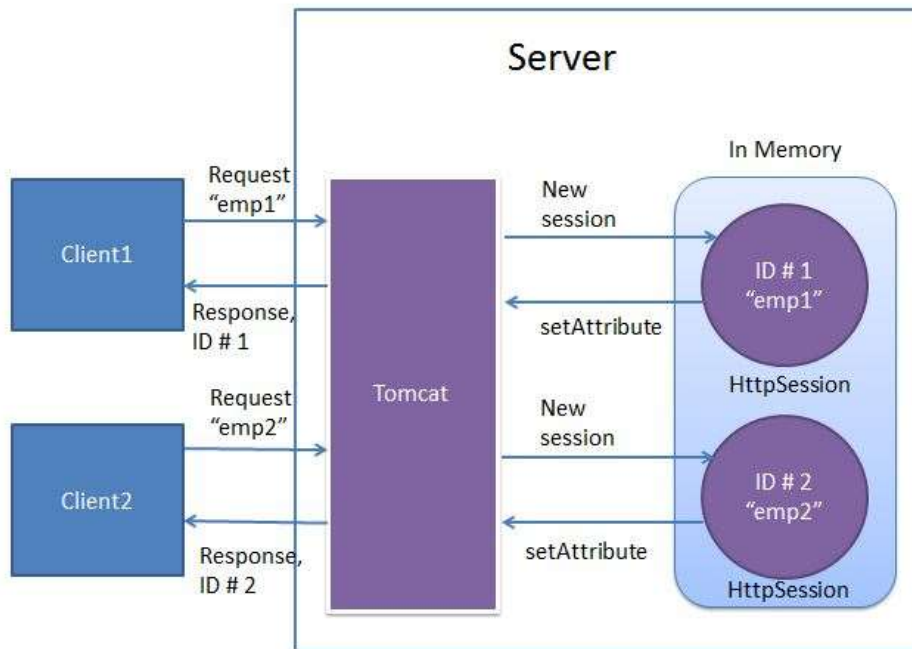 Server
In Memory
Request
“emp1”
New
session
Client1
ID # 1
“emp1”
Response,
ID # 1
setAttribute
HttpSession
Tomcat
Request
“emp2”
New
session
Client2
ID # 2
“emp2”
Response,
ID # 2
setAttribute
HttpSession